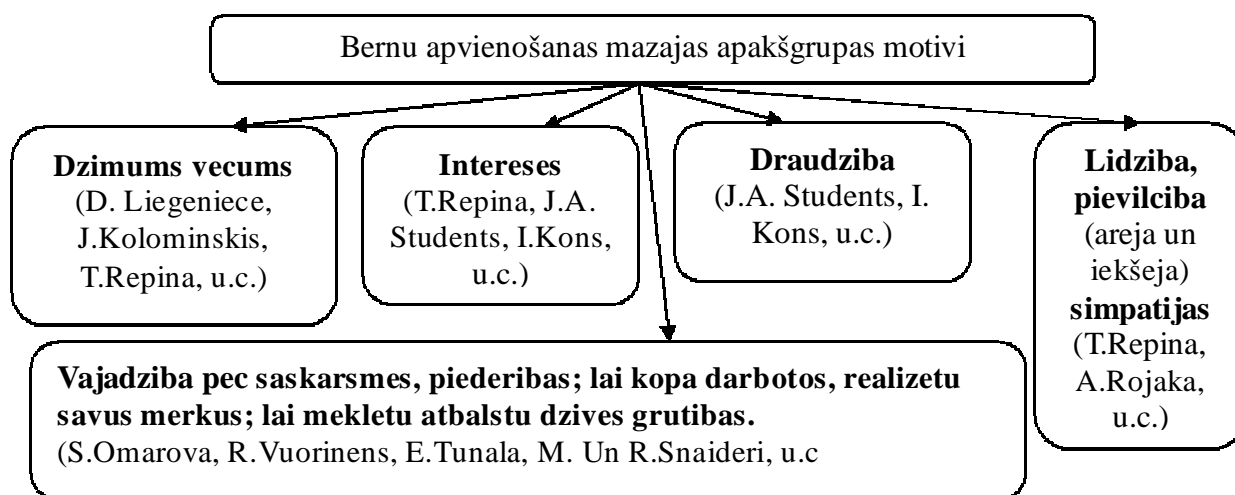 Bernu apvienošanas mazajas apakšgrupas motivi
Dzimums vecums
(D. Liegeniece,
J.Kolominskis,
T.Repina, u.c.)
Intereses
(T.Repina, J.A.
Students, I.Kons,
u.c.)
Draudziba
(J.A. Students, I.
Kons, u.c.)
Lidziba,
pievilciba
(areja un
iekšeja)
simpatijas
(T.Repina,
A.Rojaka,
u.c.)
Vajadziba pec saskarsmes, piederibas; lai kopa darbotos, realizetu
savus merkus; lai mekletu atbalstu dzives grutibas.
(S.Omarova, R.Vuorinens, E.Tunala, M. Un R.Snaideri, u.c